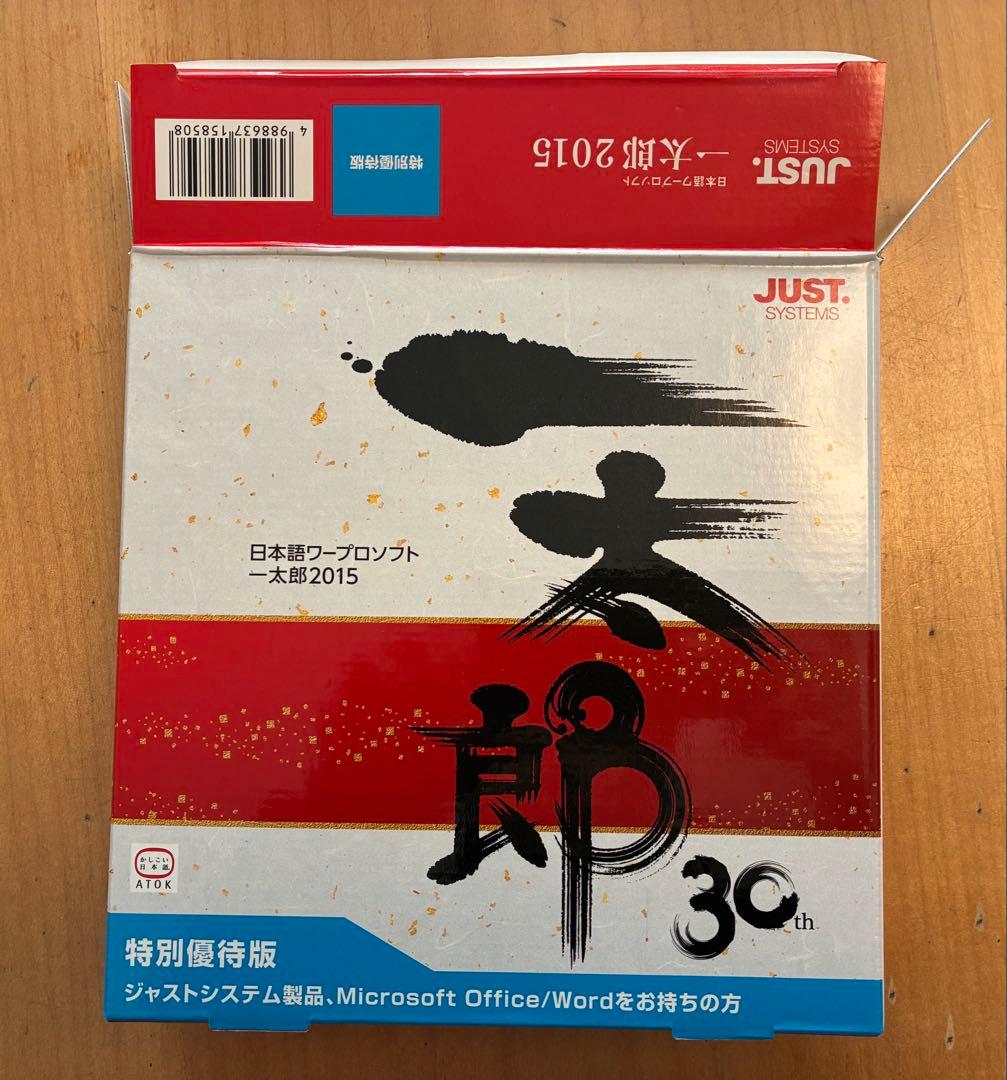 JUST.
SYSTEMS
日本語ワープロソフト
一太郎2015
特別優待版
4 988637 158508
JUST.
SYSTEMS
一太郎
日本語ワープロソフト
一太郎2015
30th
かしこい
日本語
ATOK
特別優待版
ジャストシステム製品、Microsoft Office/Wordをお持ちの方